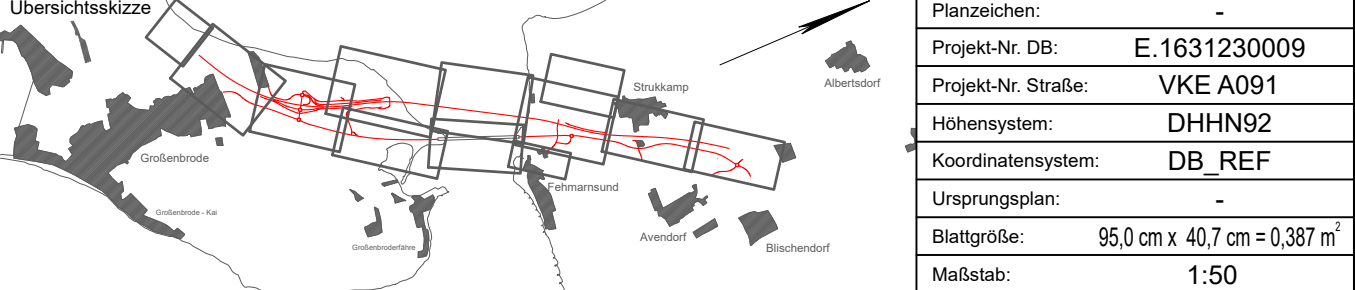 Übersichtsskizze
Strukkamp
Albertsdorf
Großenbrode
Fehmarnsund
Großenbrode - Kai
Großenbroderfähre
Avendorf
Blischendorf
Planzeichen: -
Projekt-Nr. DB: E.1631230009
Projekt-Nr. Straße: VKE A091
Höhensystem: DHHN92
Koordinatensystem: DB_REF
Ursprungsplan: -
Blattgröße: 95,0 cm x 40,7 cm = 0,387 m²
Maßstab: 1:50